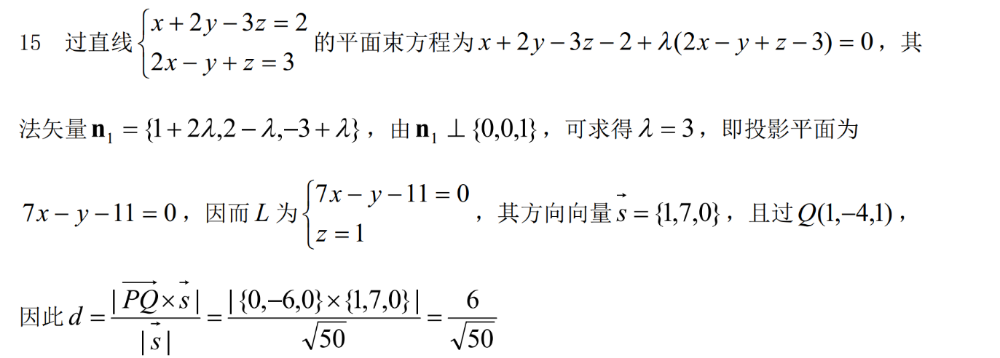 15 过直线 $\begin{cases} x+2y-3z=2 \\ 2x-y+z=3 \end{cases}$ 的平面束方程为 $x+2y-3z-2+\lambda(2x-y+z-3)=0$，其
法矢量 $\mathbf{n}_1=\{1+2\lambda,2-\lambda,-3+\lambda\}$，由 $\mathbf{n}_1\perp\{0,0,1\}$，可求得 $\lambda=3$，即投影平面为
$7x-y-11=0$，因而 $L$ 为 $\begin{cases} 7x-y-11=0 \\ z=1 \end{cases}$，其方向向量 $\vec{s}=\{1,7,0\}$，且过 $Q(1,-4,1)$，
因此 $d=\dfrac{|\overrightarrow{PQ}\times\vec{s}|}{|\vec{s}|}=\dfrac{|\{0,-6,0\}\times\{1,7,0\}|}{\sqrt{50}}=\dfrac{6}{\sqrt{50}}$